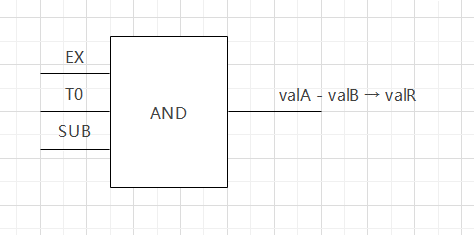 EX
T0
SUB
AND
valA - valB → valR